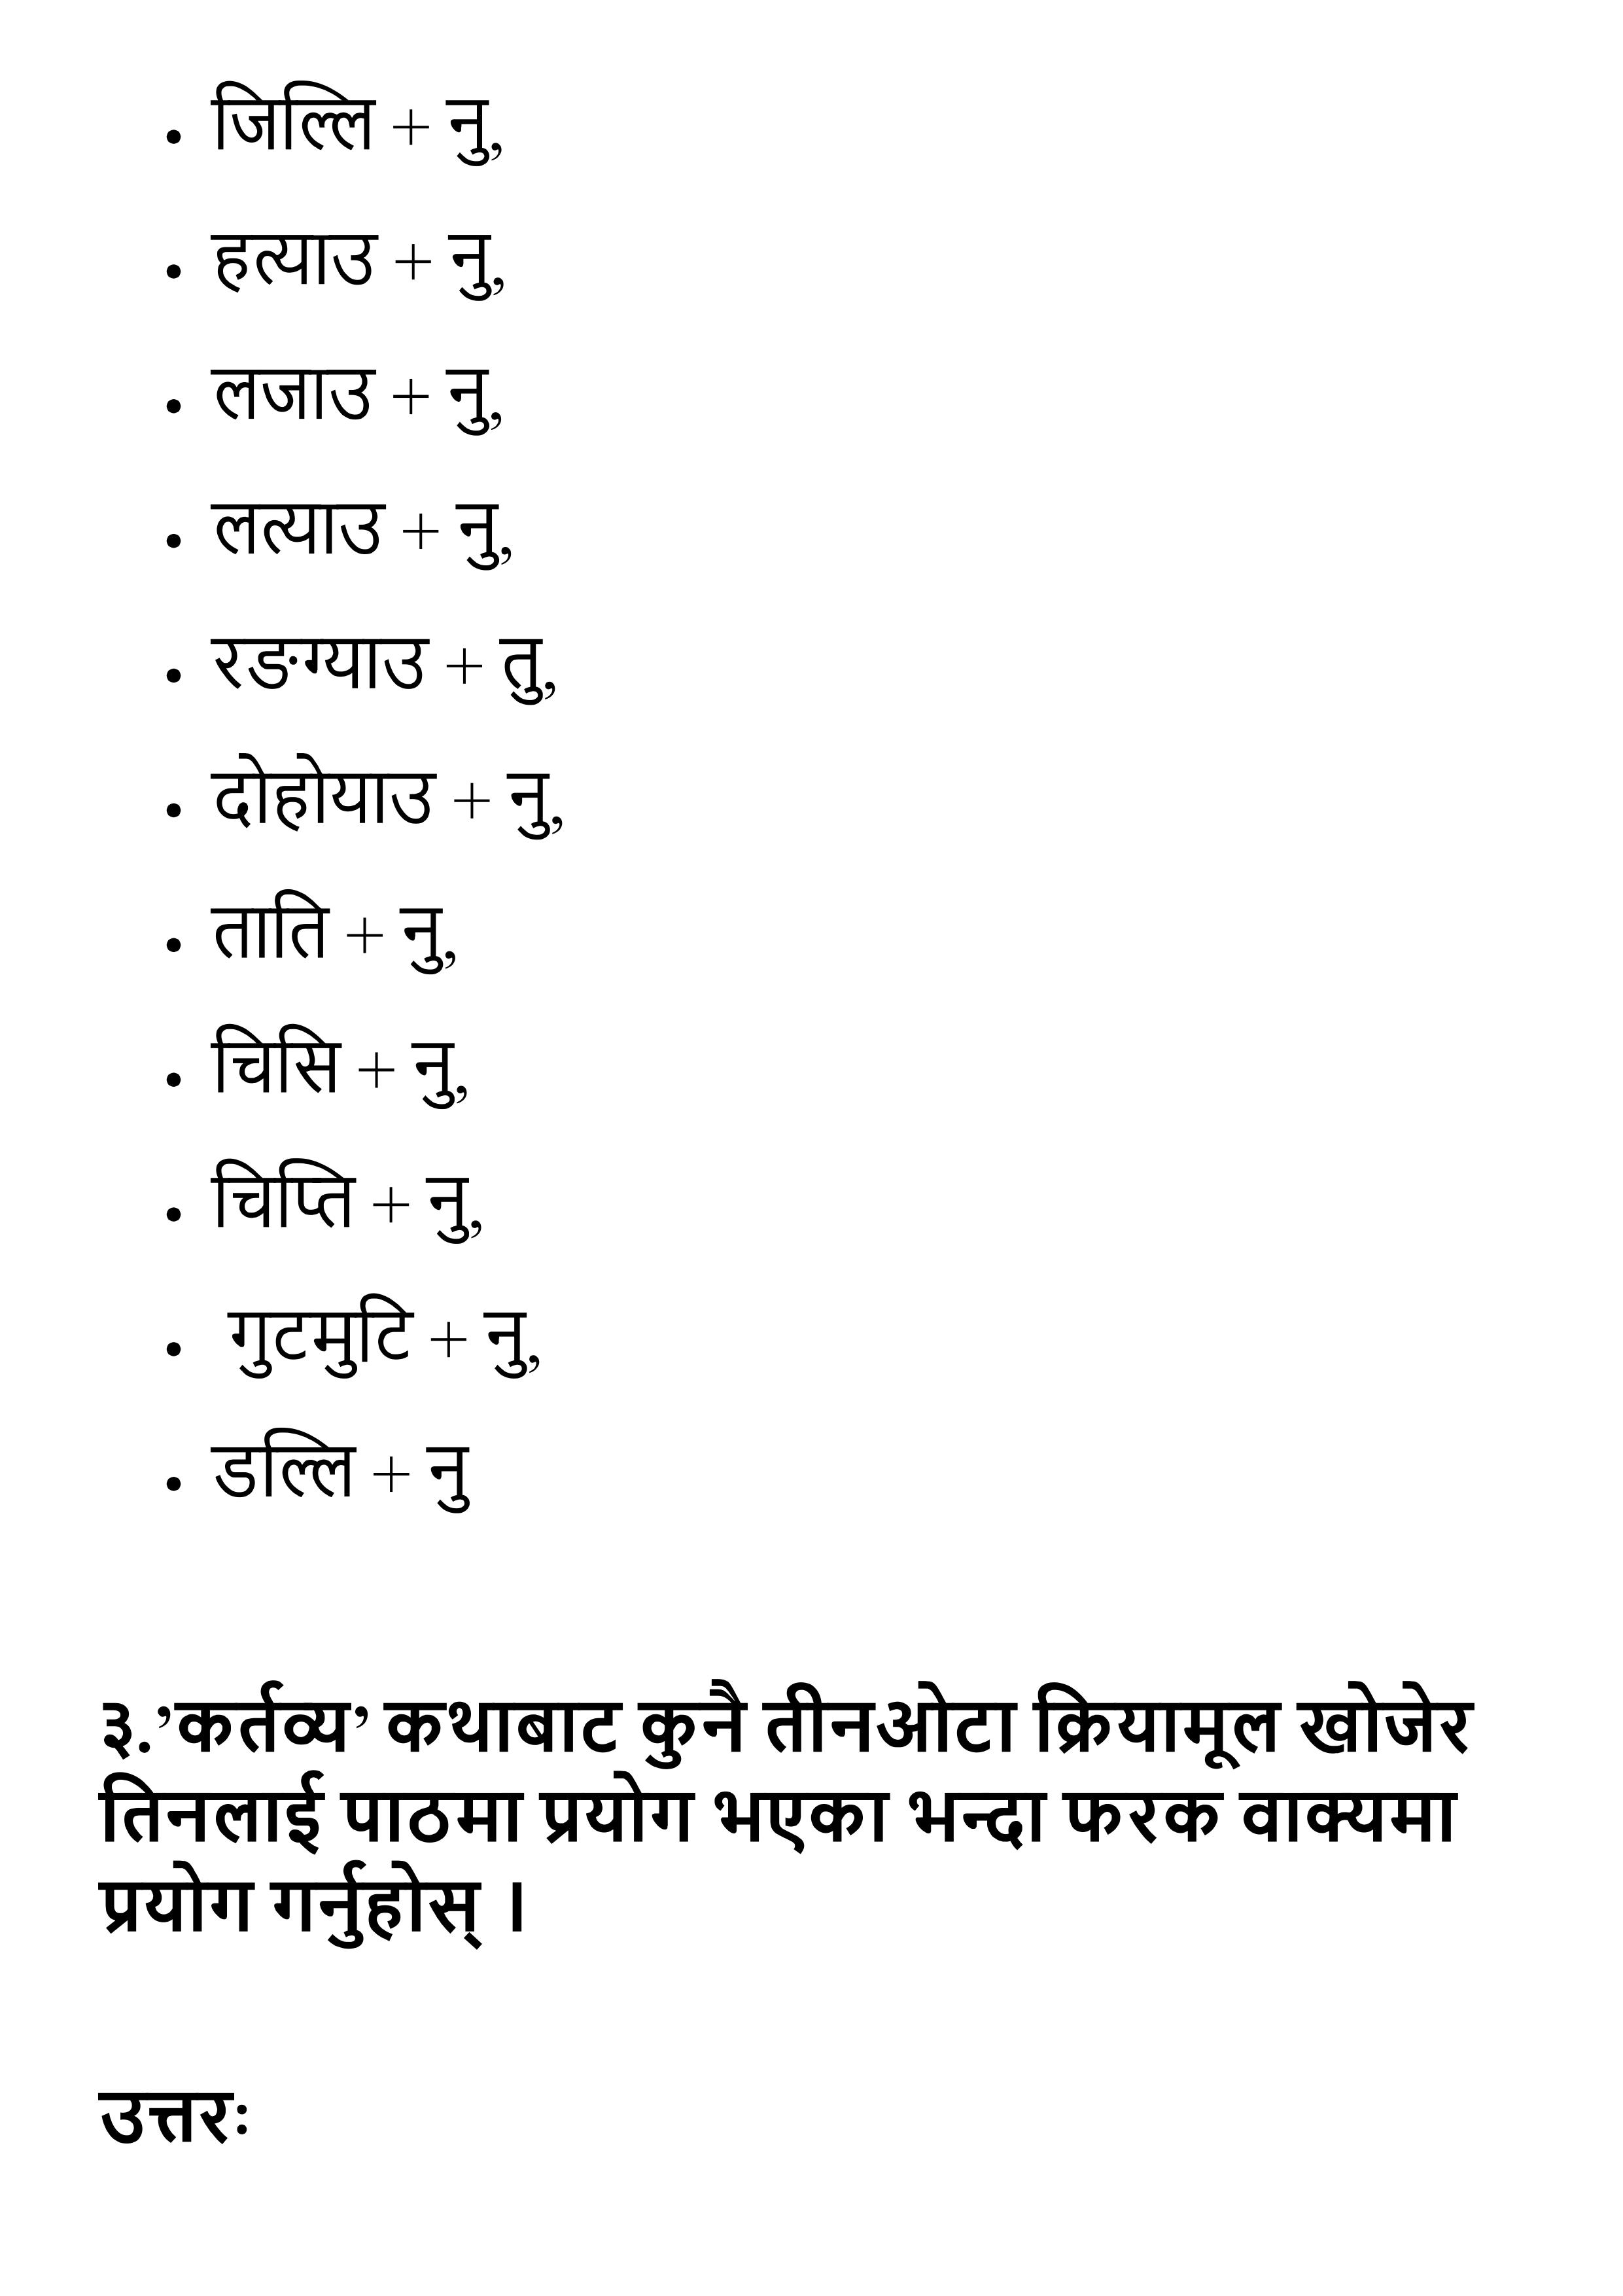 • जिल्लि + नु,
• हत्याउ + नु,
• लजाउ + नु,
• लत्याउ + नु,
• रङग्याउ + तु,
• दोहोयाउ + नु,
• ताति + नु,
• चिसि + नु,
• चिप्ति + नु,
• गुटमुटि + नु,
• डल्लि + नु
३.’कर्तव्य’ कथाबाट कुनै तीनओटा क्रियामूल खोजेर
तिनलाई पाठमा प्रयोग भएका भन्दा फरक वाक्यमा
प्रयोग गर्नुहोस् ।
उत्तरः